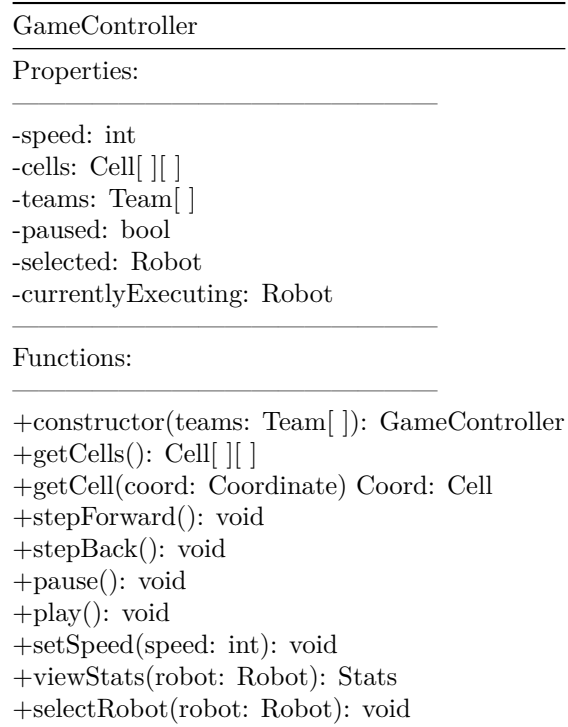 GameController
Properties:
-speed: int
-cells: Cell[ ][ ]
-teams: Team[ ]
-paused: bool
-selected: Robot
-currentlyExecuting: Robot
Functions:
+constructor(teams: Team[ ]): GameController
+getCells(): Cell[ ][ ]
+getCell(coord: Coordinate) Coord: Cell
+stepForward(): void
+stepBack(): void
+pause(): void
+play(): void
+setSpeed(speed: int): void
+viewStats(robot: Robot): Stats
+selectRobot(robot: Robot): void